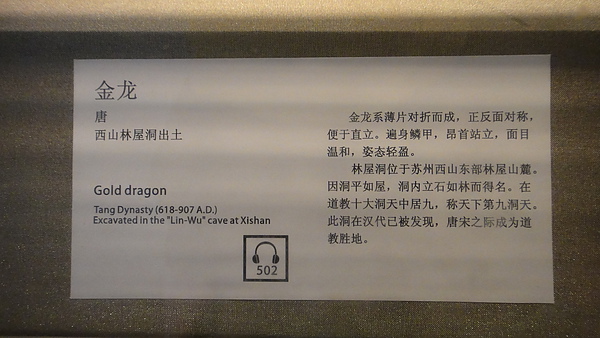 金龙
唐
西山林屋洞出土
Gold dragon
Tang Dynasty (618-907 A.D.)
Excavated in the "Lin-Wu" cave at Xishan
502
金龙系薄片对折而成，正反面对称，
便于直立。遍身鳞甲，昂首站立，面目
温和，姿态轻盈。
林屋洞位于苏州西山东部林屋山麓。
因洞平如屋，洞内立石如林而得名。在
道教十大洞天中居九，称天下第九洞天。
此洞在汉代已被发现，唐宋之际成为道
教胜地。